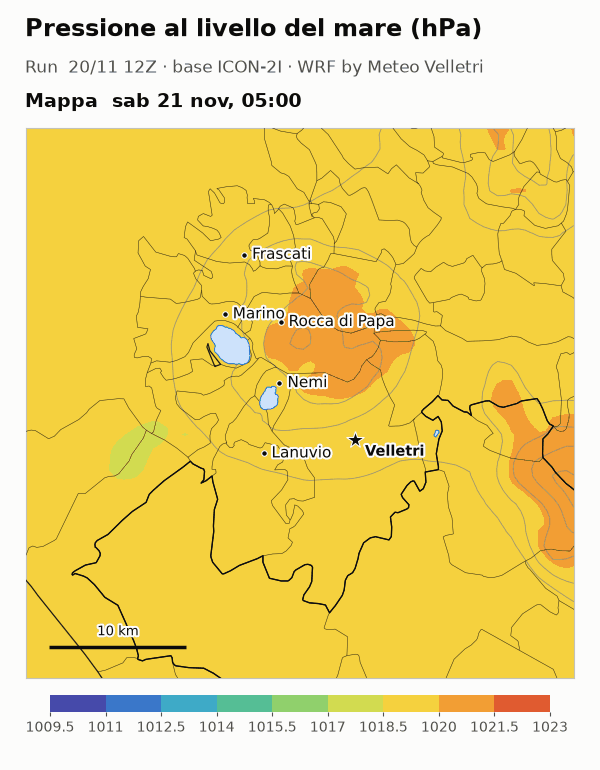 Pressione al livello del mare (hPa)
Run  20/11 12Z · base ICON-2I · WRF by Meteo Velletri
Mappa  sab 21 nov, 05:00
Frascati
Marino
Rocca di Papa
Nemi
Velletri
Lanuvio
10 km
1009.5 1011 1012.5 1014 1015.5 1017 1018.5 1020 1021.5 1023